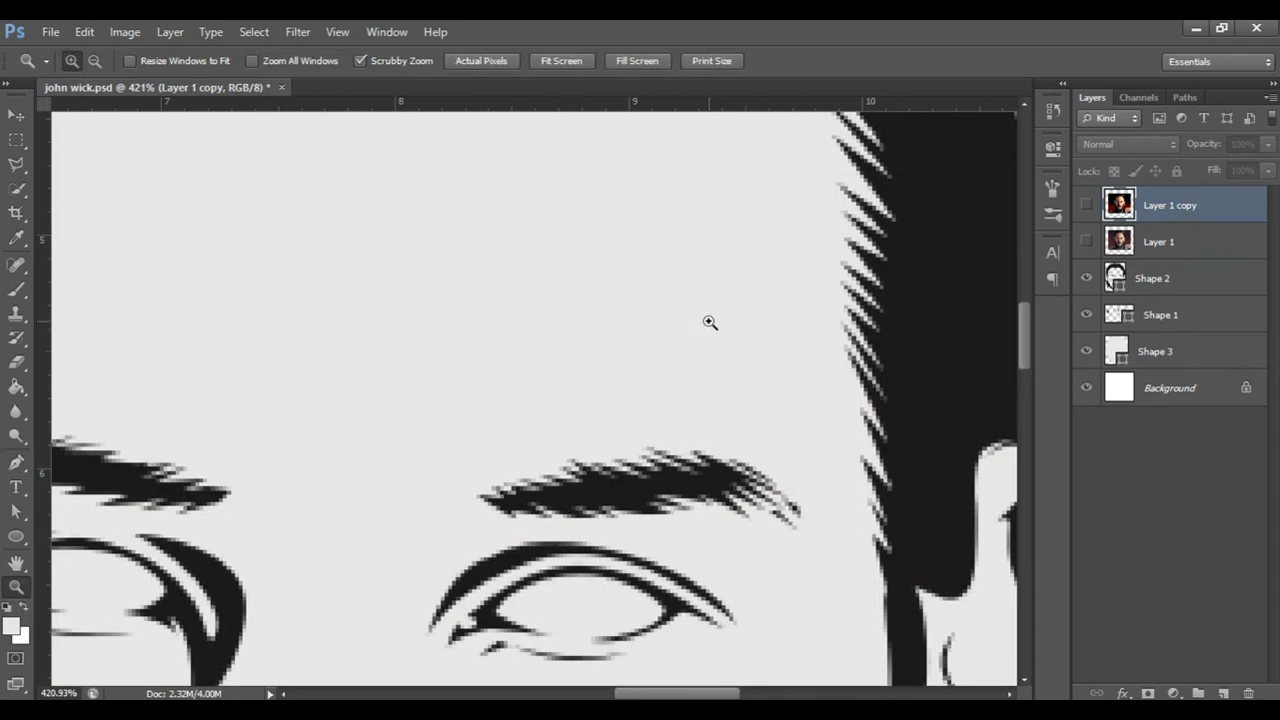 Ps File Edit Image Layer Type Select Filter View Window Help
Resize Windows to Fit Zoom All Windows Scrubby Zoom Actual Pixels Fit Screen Fill Screen Print Size Essentials
john wick.psd @ 421% (Layer 1 copy, RGB/8) * ×
7 8 9 10
5
6
Layers Channels Paths
Kind
Normal Opacity: 100%
Lock: Fill: 100%
Layer 1 copy
Layer 1
Shape 2
Shape 1
Shape 3
Background
420.93% Doc: 2.32M/4.00M